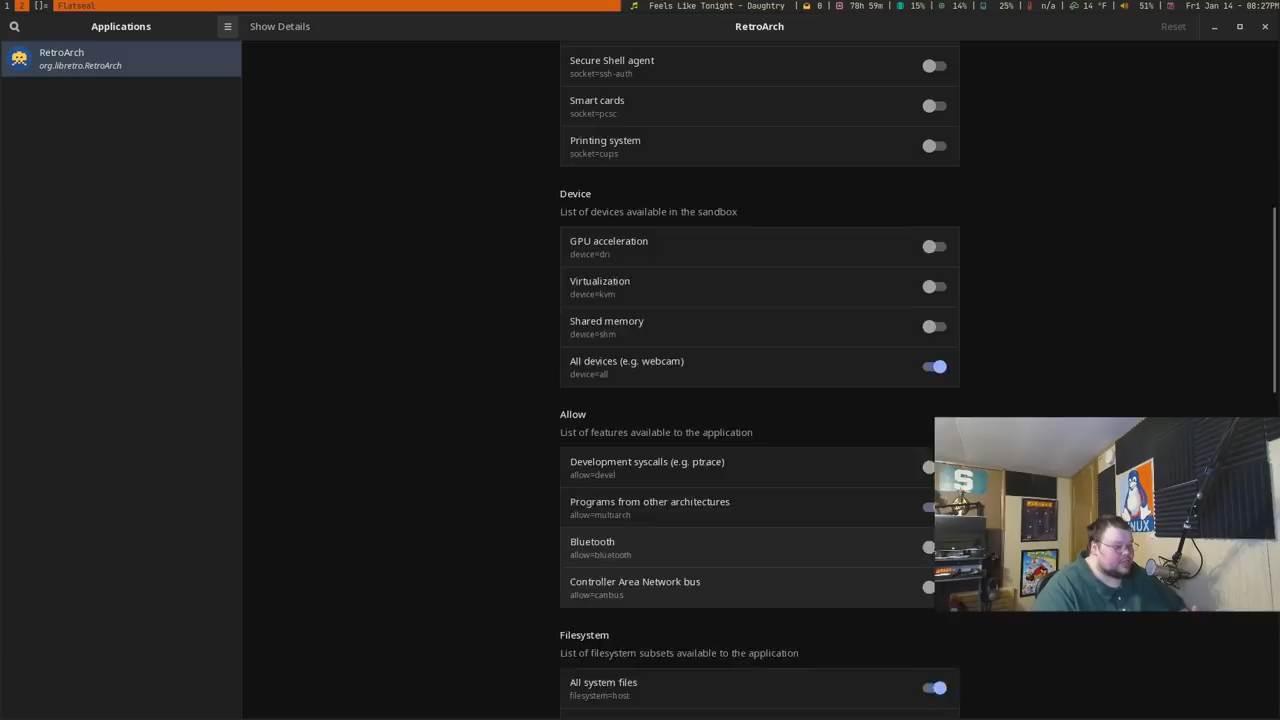 1 2 []= Flatseal
Feels Like Tonight - Daughtry | 0 | 78h 59m | 15% | 14% | 25% | n/a | 14 °F | 51% | Fri Jan 14 - 08:27PM
Applications
Show Details
RetroArch
Reset
RetroArch
org.libretro.RetroArch
Secure Shell agent
socket=ssh-auth
Smart cards
socket=pcsc
Printing system
socket=cups
Device
List of devices available in the sandbox
GPU acceleration
device=dri
Virtualization
device=kvm
Shared memory
device=shm
All devices (e.g. webcam)
device=all
Allow
List of features available to the application
Development syscalls (e.g. ptrace)
allow=devel
Programs from other architectures
allow=multiarch
Bluetooth
allow=bluetooth
Controller Area Network bus
allow=canbus
Filesystem
List of filesystem subsets available to the application
All system files
filesystem=host
S